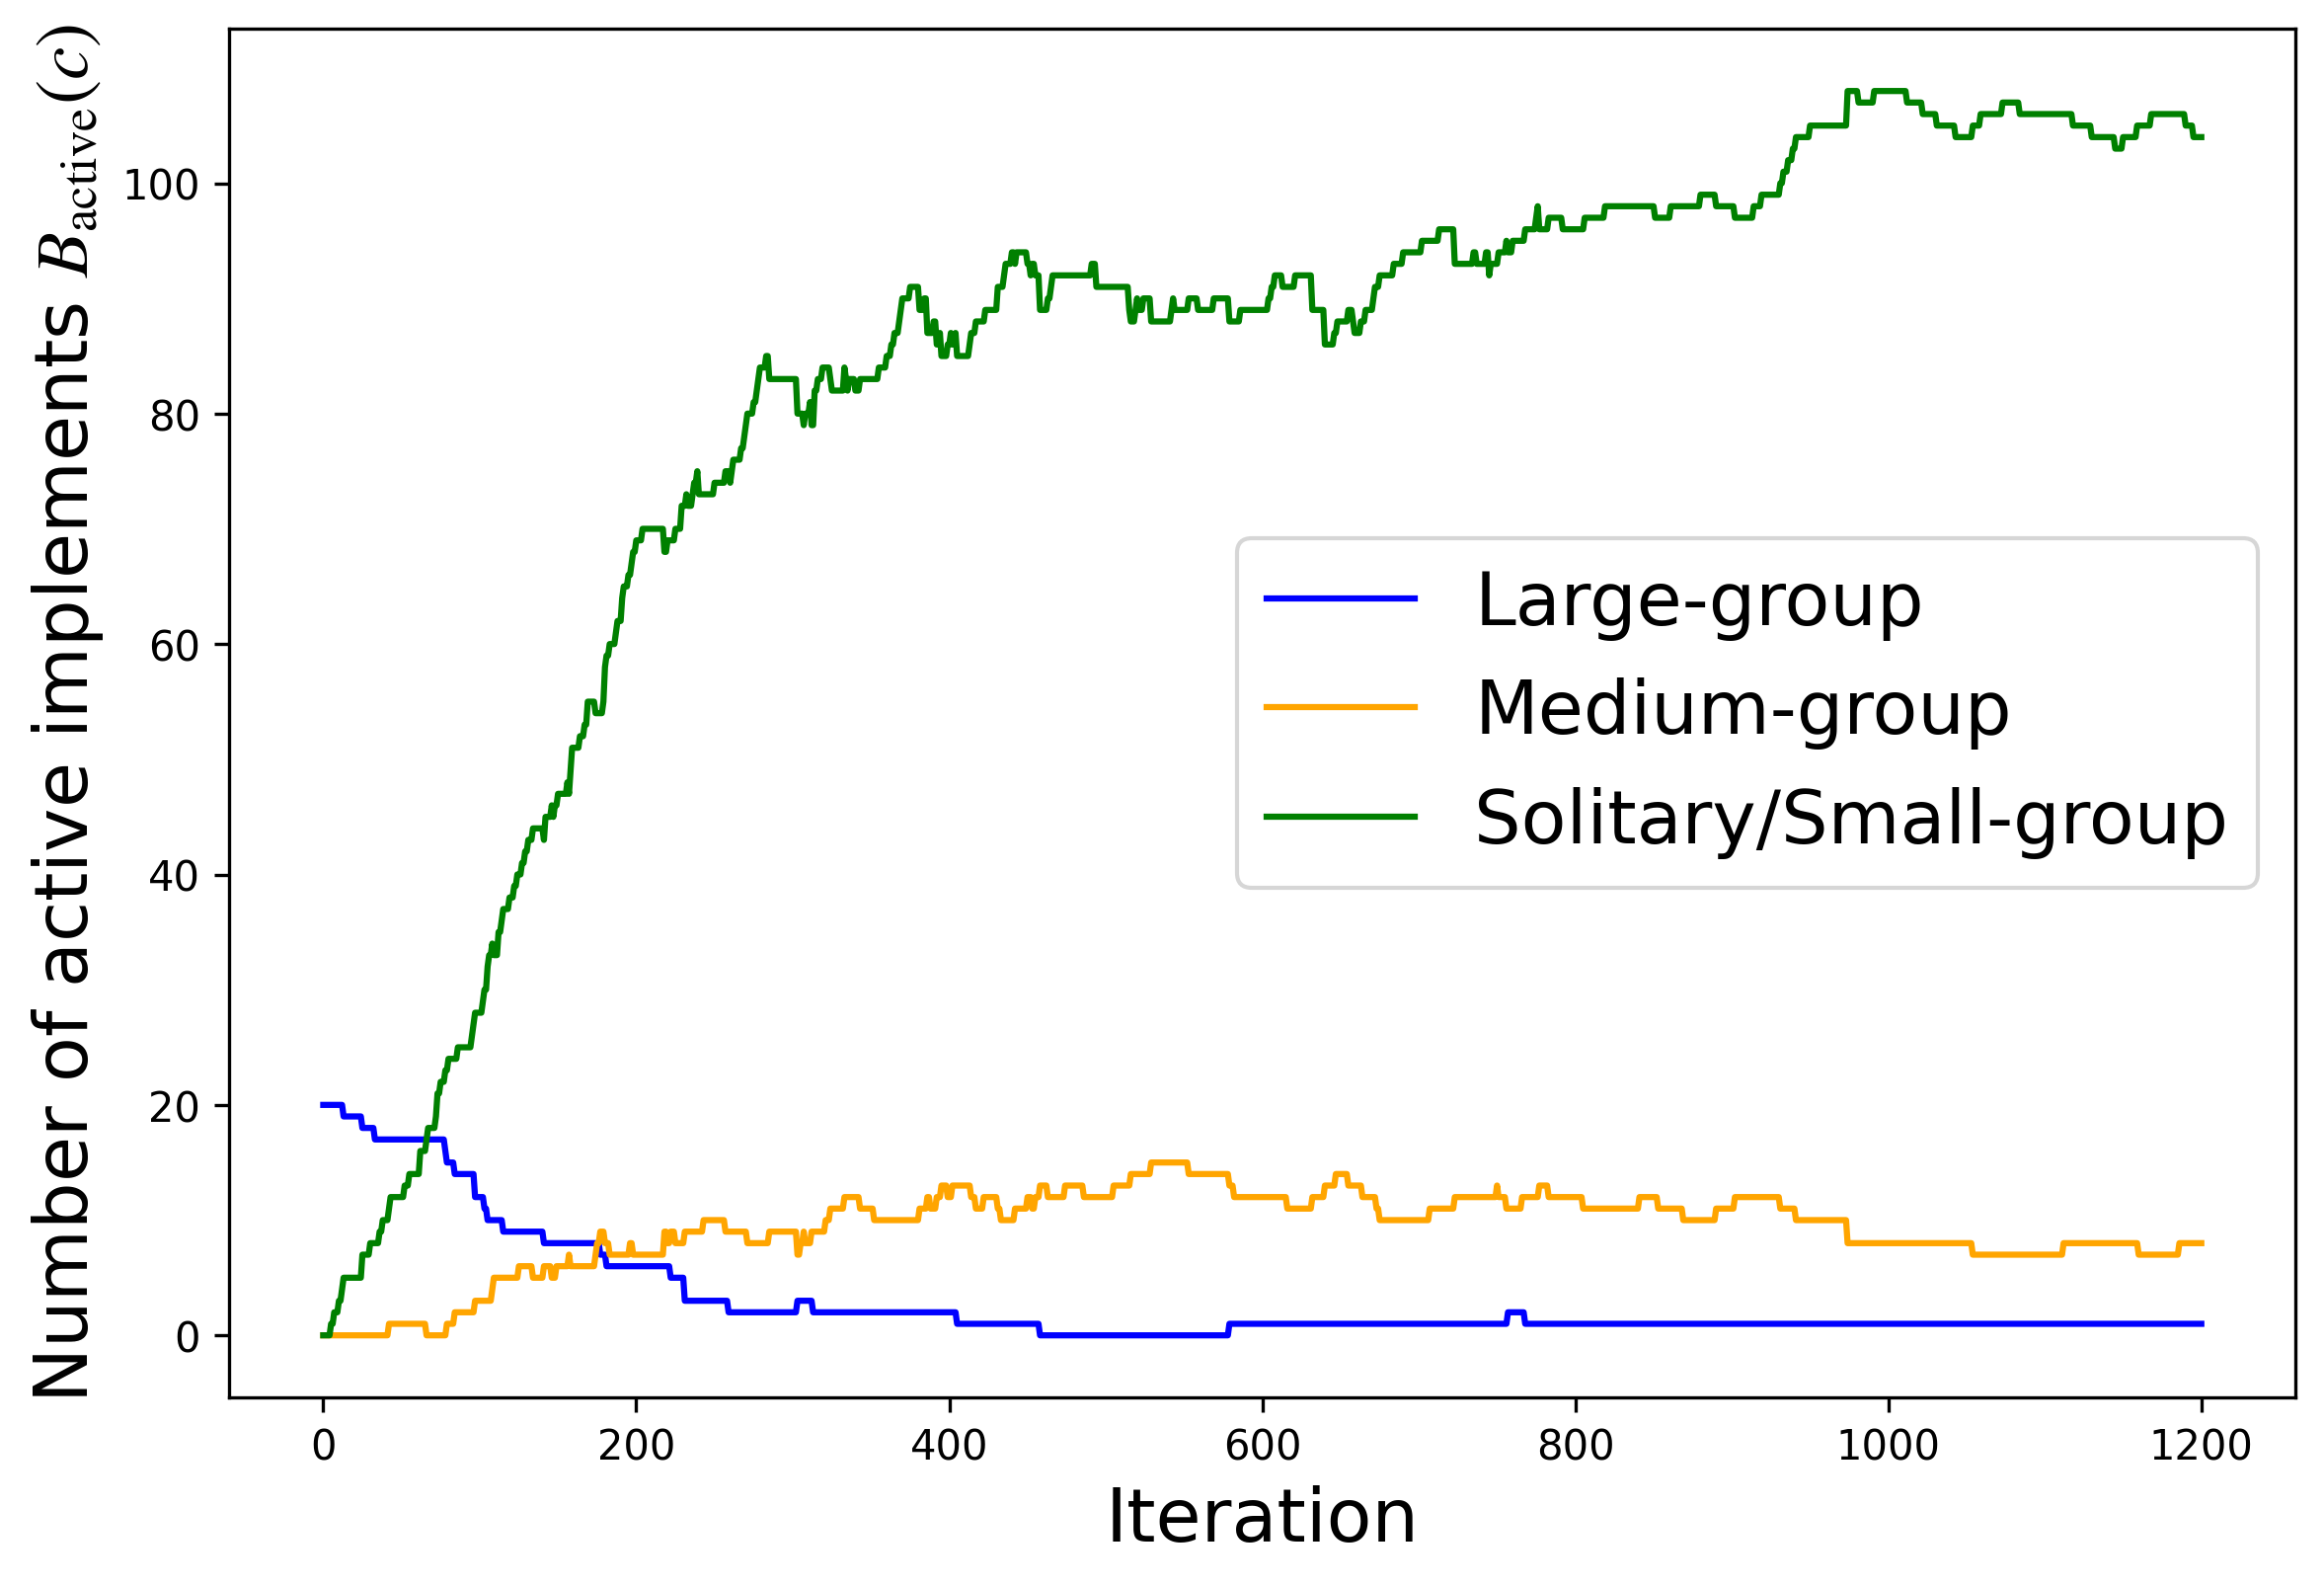 Number of active implements B_active(c)
100
80
60
40
20
0
Large-group
Medium-group
Solitary/Small-group
0 200 400 600 800 1000 1200
Iteration